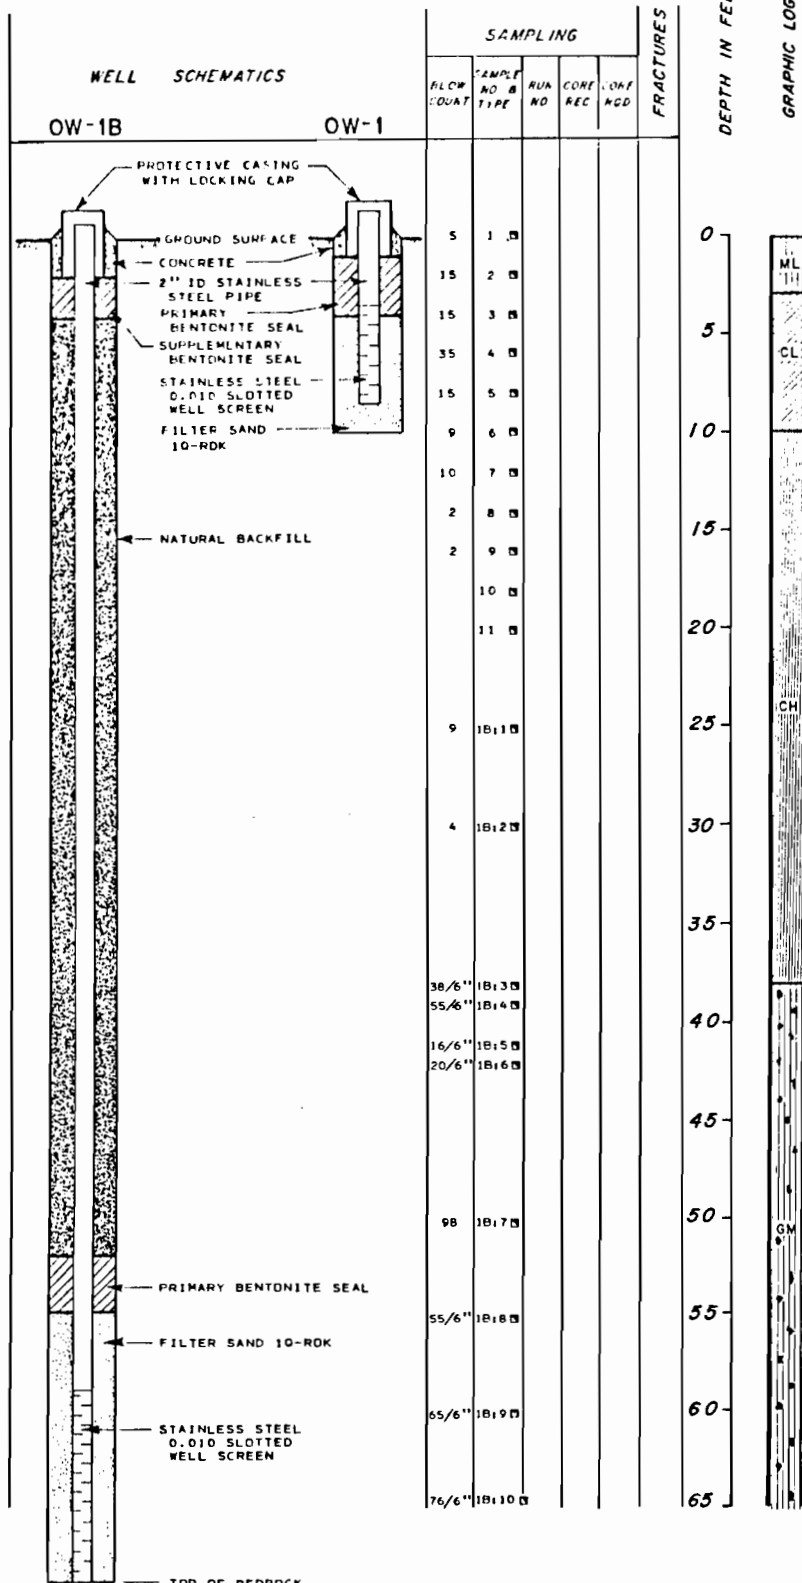 WELL SCHEMATICS
OW-1B
OW-1
SAMPLING
BLOW COUNT
SAMPLE NO & TYPE
RUN NO
CORE REC
CORE RQD
FRACTURES
DEPTH IN
GRAPHIC LOG
PROTECTIVE CASING
WITH LOCKING CAP
GROUND SURFACE
CONCRETE
2" ID STAINLESS
STEEL PIPE
PRIMARY
BENTONITE SEAL
SUPPLEMENTARY
BENTONITE SEAL
STAINLESS STEEL
0.010 SLOTTED
WELL SCREEN
FILTER SAND
1Q-ROK
NATURAL BACKFILL
PRIMARY BENTONITE SEAL
FILTER SAND 1Q-ROK
STAINLESS STEEL
0.010 SLOTTED
WELL SCREEN
TOP OF BEDROCK
5 1
15 2
15 3
35 4
15 5
9 6
10 7
2 8
2 9
10
11
9 1B:1
4 1B:2
38/6" 1B:3
55/6" 1B:4
16/6" 1B:5
20/6" 1B:6
98 1B:7
55/6" 1B:8
65/6" 1B:9
76/6" 1B:10
0
5
10
15
20
25
30
35
40
45
50
55
60
65
ML
CL
CH
GM